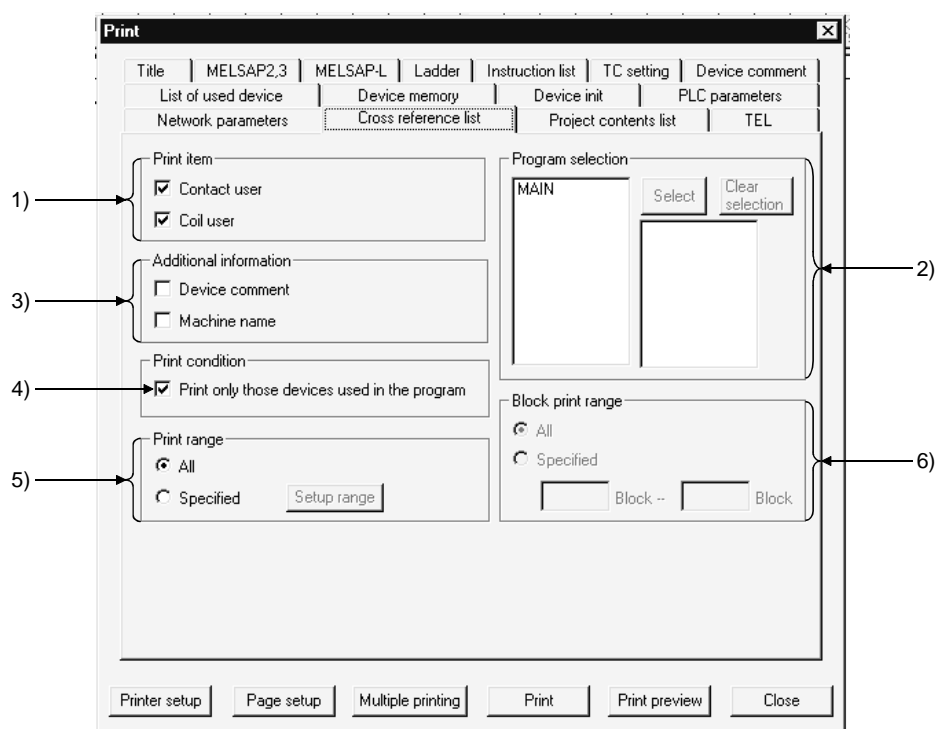 Print
Title MELSAP2,3 MELSAP-L Ladder Instruction list TC setting Device comment
List of used device Device memory Device init PLC parameters
Network parameters Cross reference list Project contents list TEL
Print item
1) Contact user
Coil user
Program selection
MAIN
Select
Clear selection
2)
Additional information
3) Device comment
Machine name
Print condition
4) Print only those devices used in the program
Print range
5) All
Specified Setup range
Block print range
All
Specified
6)
Block -- Block
Printer setup Page setup Multiple printing Print Print preview Close